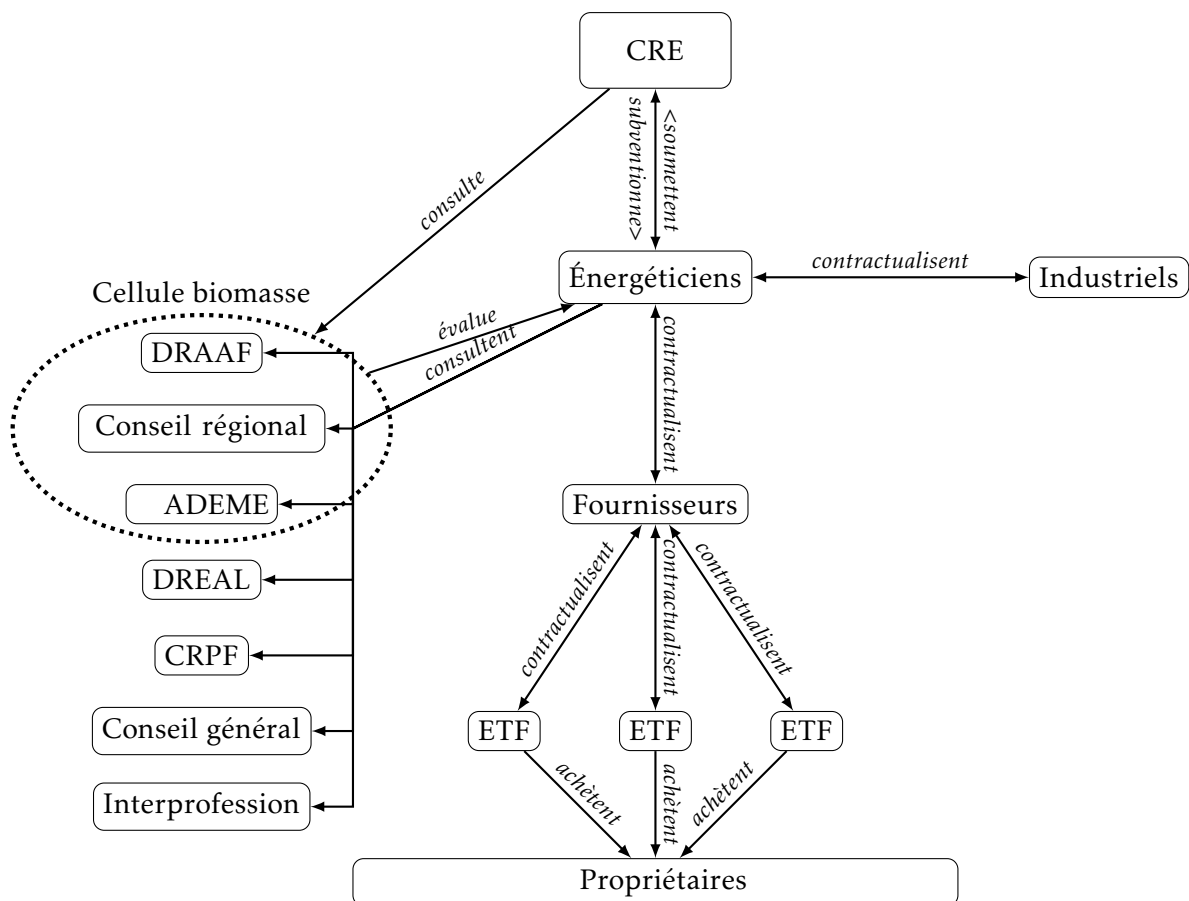 CRE
subventionne>
<soumettent
consulte
Énergéticiens
contractualisent
Industriels
Cellule biomasse
évalue
consultent
DRAAF
Conseil régional
ADEME
DREAL
CRPF
Conseil général
Interprofession
contractualisent
Fournisseurs
contractualisent
contractualisent
contractualisent
ETF
ETF
ETF
achètent
achètent
achètent
Propriétaires